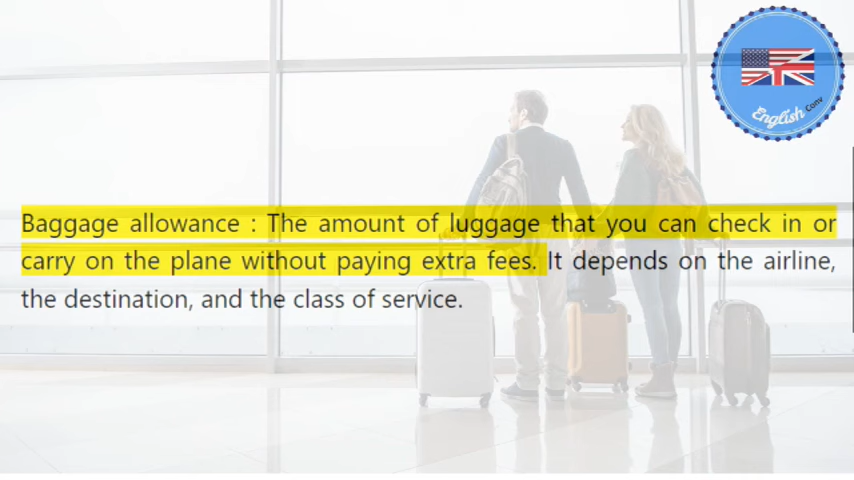 English Conv
Baggage allowance : The amount of luggage that you can check in or
carry on the plane without paying extra fees. It depends on the airline,
the destination, and the class of service.